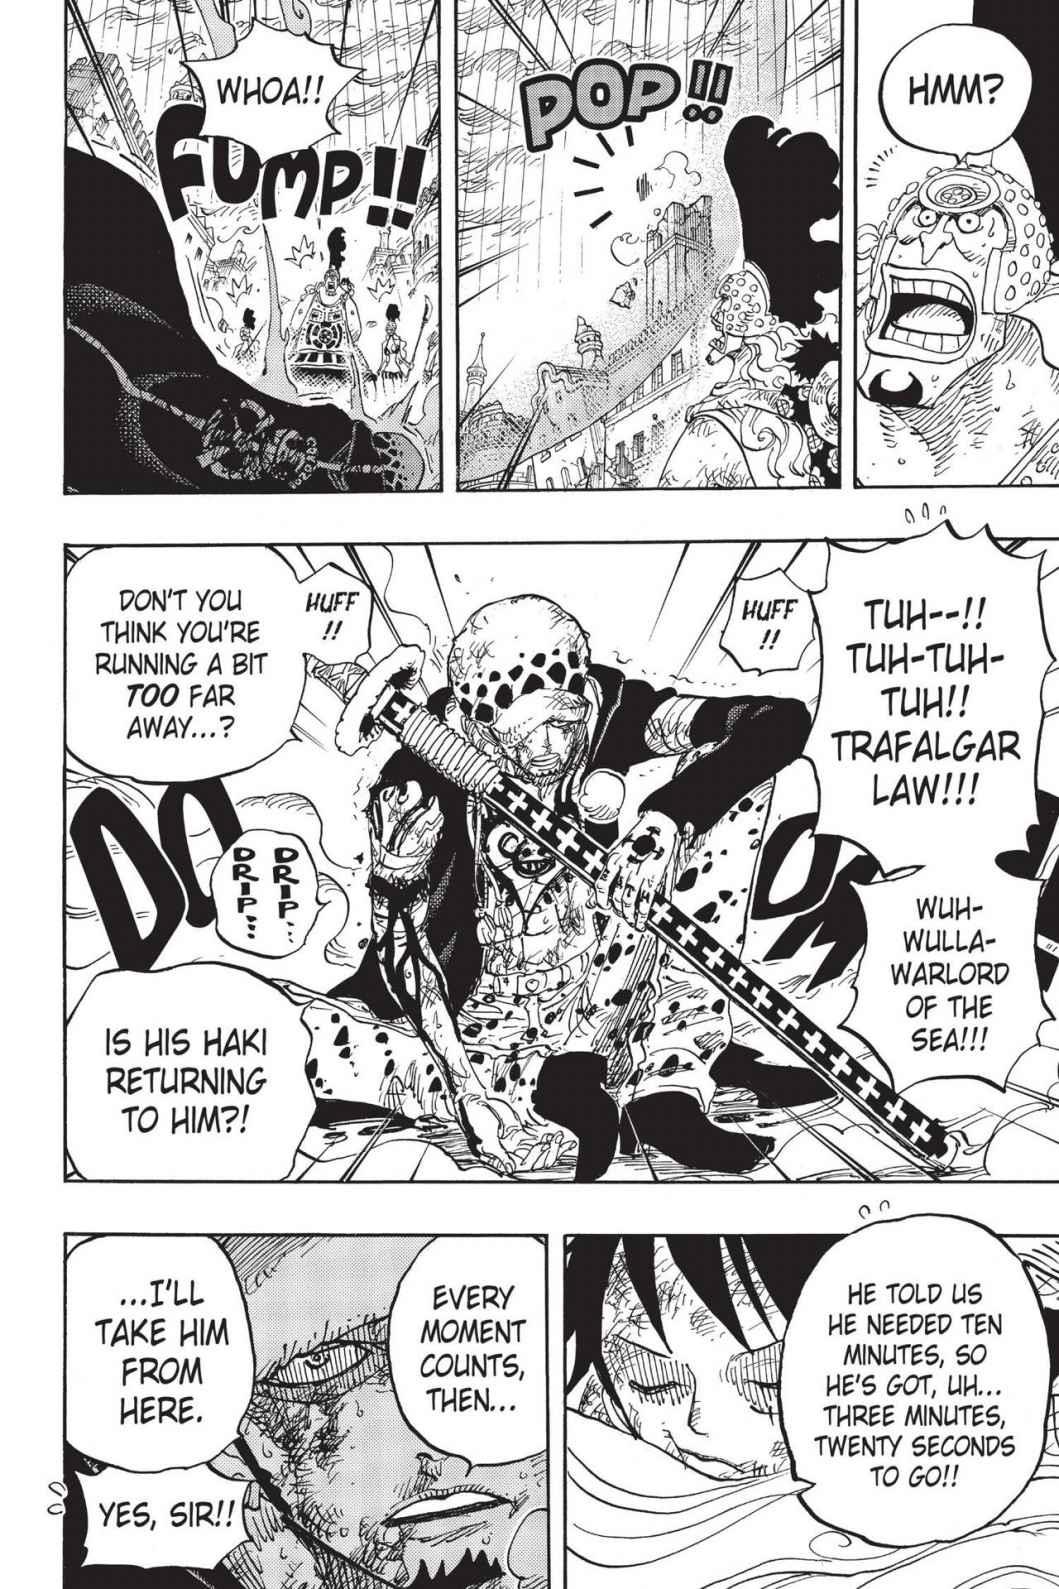 HMM?
POP!!
WHOA!!
FUMP!!
TUH--!!
TUH-TUH-
TUH!!
TRAFALGAR
LAW!!!
WUH-
WULLA-
WARLORD
OF THE
SEA!!!
HUFF
!!
HUFF
!!
DON'T YOU
THINK YOU'RE
RUNNING A BIT
TOO FAR
AWAY...?
DOOM
DRIP...
DRIP...
IS HIS HAKI
RETURNING
TO HIM?!
HE TOLD US
HE NEEDED TEN
MINUTES, SO
HE'S GOT, UH...
THREE MINUTES,
TWENTY SECONDS
TO GO!!
EVERY
MOMENT
COUNTS,
THEN...
...I'LL
TAKE HIM
FROM
HERE.
YES, SIR!!